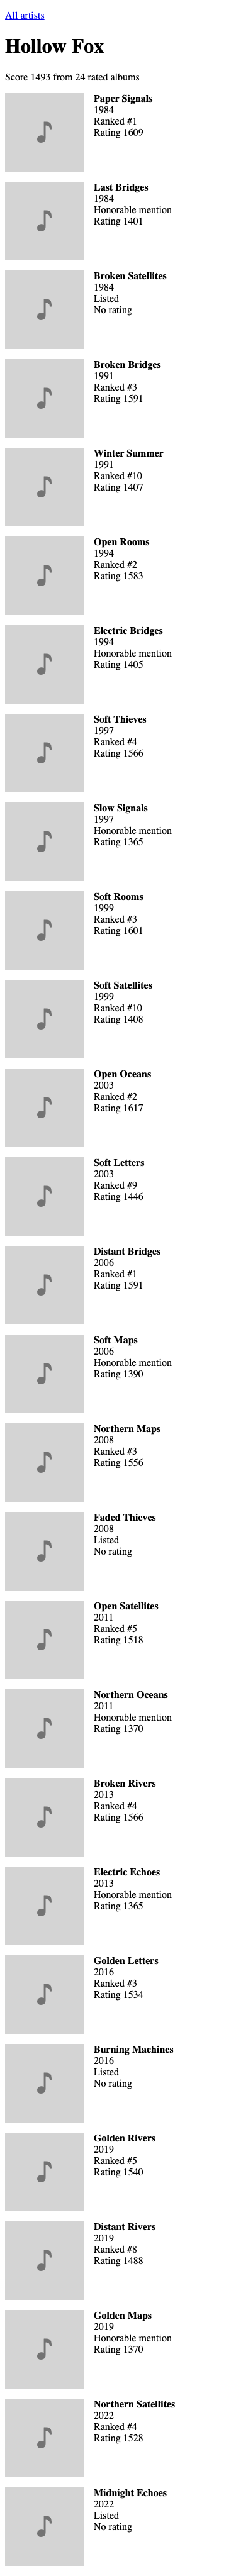 All artists
Hollow Fox
Score 1493 from 24 rated albums
Paper Signals
1984
Ranked #1
Rating 1609
Last Bridges
1984
Honorable mention
Rating 1401
Broken Satellites
1984
Listed
No rating
Broken Bridges
1991
Ranked #3
Rating 1591
Winter Summer
1991
Ranked #10
Rating 1407
Open Rooms
1994
Ranked #2
Rating 1583
Electric Bridges
1994
Honorable mention
Rating 1405
Soft Thieves
1997
Ranked #4
Rating 1566
Slow Signals
1997
Honorable mention
Rating 1365
Soft Rooms
1999
Ranked #3
Rating 1601
Soft Satellites
1999
Ranked #10
Rating 1408
Open Oceans
2003
Ranked #2
Rating 1617
Soft Letters
2003
Ranked #9
Rating 1446
Distant Bridges
2006
Ranked #1
Rating 1591
Soft Maps
2006
Honorable mention
Rating 1390
Northern Maps
2008
Ranked #3
Rating 1556
Faded Thieves
2008
Listed
No rating
Open Satellites
2011
Ranked #5
Rating 1518
Northern Oceans
2011
Honorable mention
Rating 1370
Broken Rivers
2013
Ranked #4
Rating 1566
Electric Echoes
2013
Honorable mention
Rating 1365
Golden Letters
2016
Ranked #3
Rating 1534
Burning Machines
2016
Listed
No rating
Golden Rivers
2019
Ranked #5
Rating 1540
Distant Rivers
2019
Ranked #8
Rating 1488
Golden Maps
2019
Honorable mention
Rating 1370
Northern Satellites
2022
Ranked #4
Rating 1528
Midnight Echoes
2022
Listed
No rating